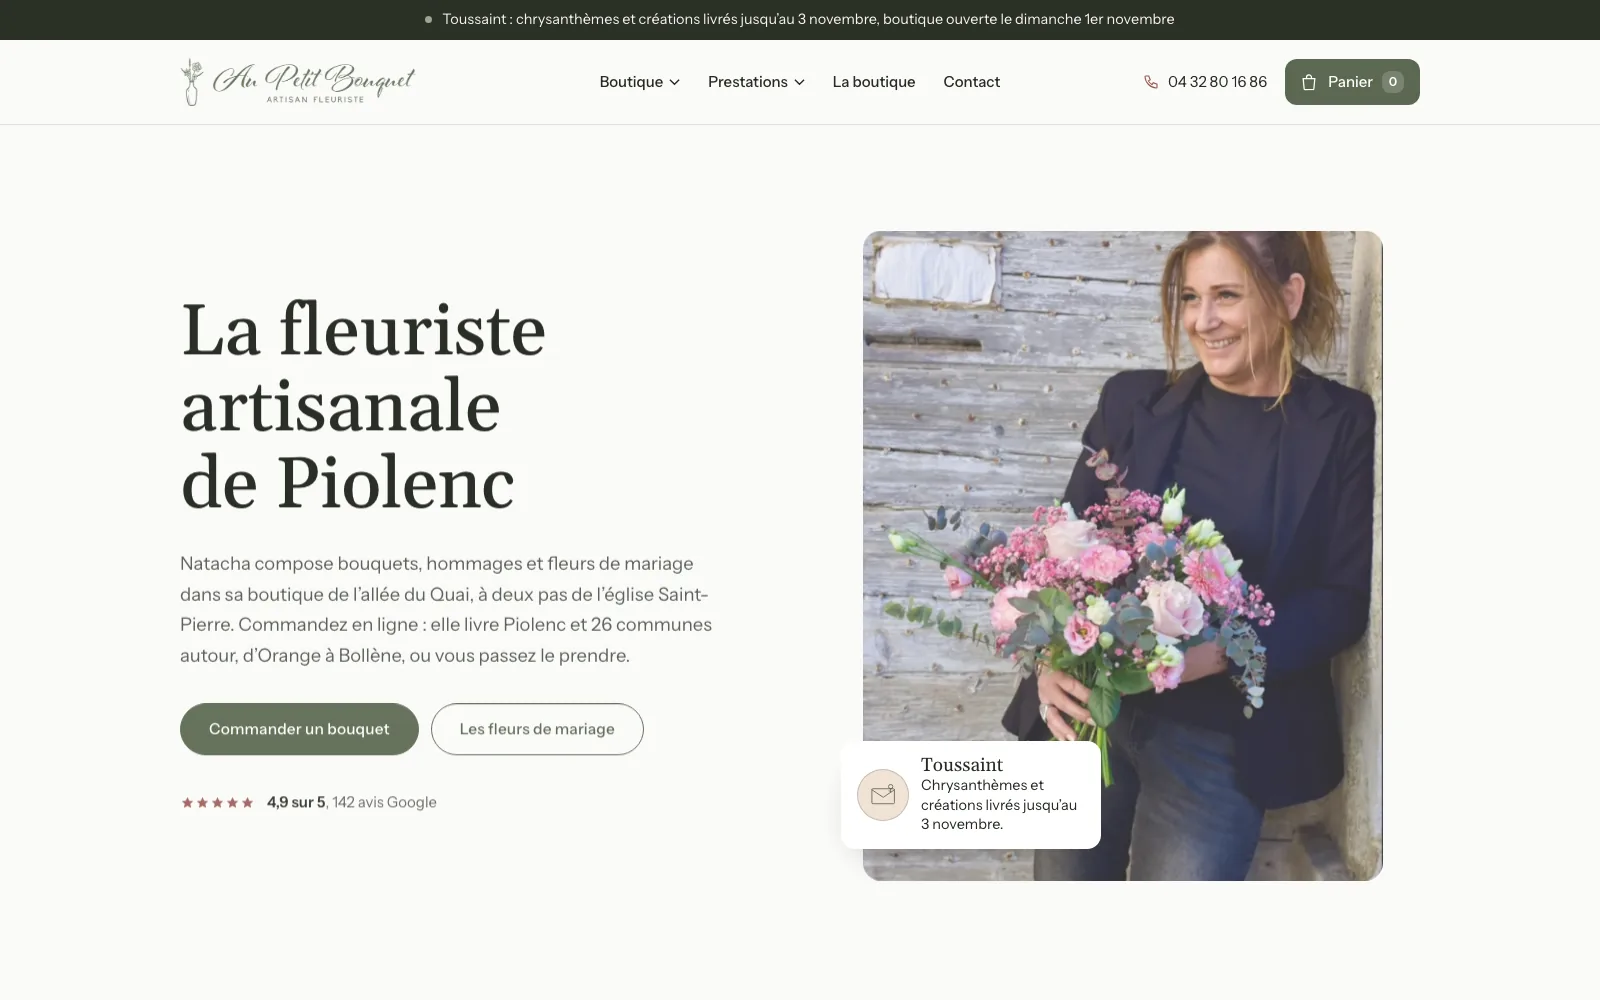 Toussaint : chrysanthèmes et créations livrés jusqu'au 3 novembre, boutique ouverte le dimanche 1er novembre
Au Petit Bouquet
ARTISAN FLEURISTE
Boutique
Prestations
La boutique
Contact
04 32 80 16 86
Panier
0
La fleuriste
artisanale
de Piolenc
Natacha compose bouquets, hommages et fleurs de mariage
dans sa boutique de l'allée du Quai, à deux pas de l'église Saint-
Pierre. Commandez en ligne : elle livre Piolenc et 26 communes
autour, d'Orange à Bollène, ou vous passez le prendre.
Commander un bouquet
Les fleurs de mariage
4,9 sur 5, 142 avis Google
Toussaint
Chrysanthèmes et
créations livrés jusqu'au
3 novembre.